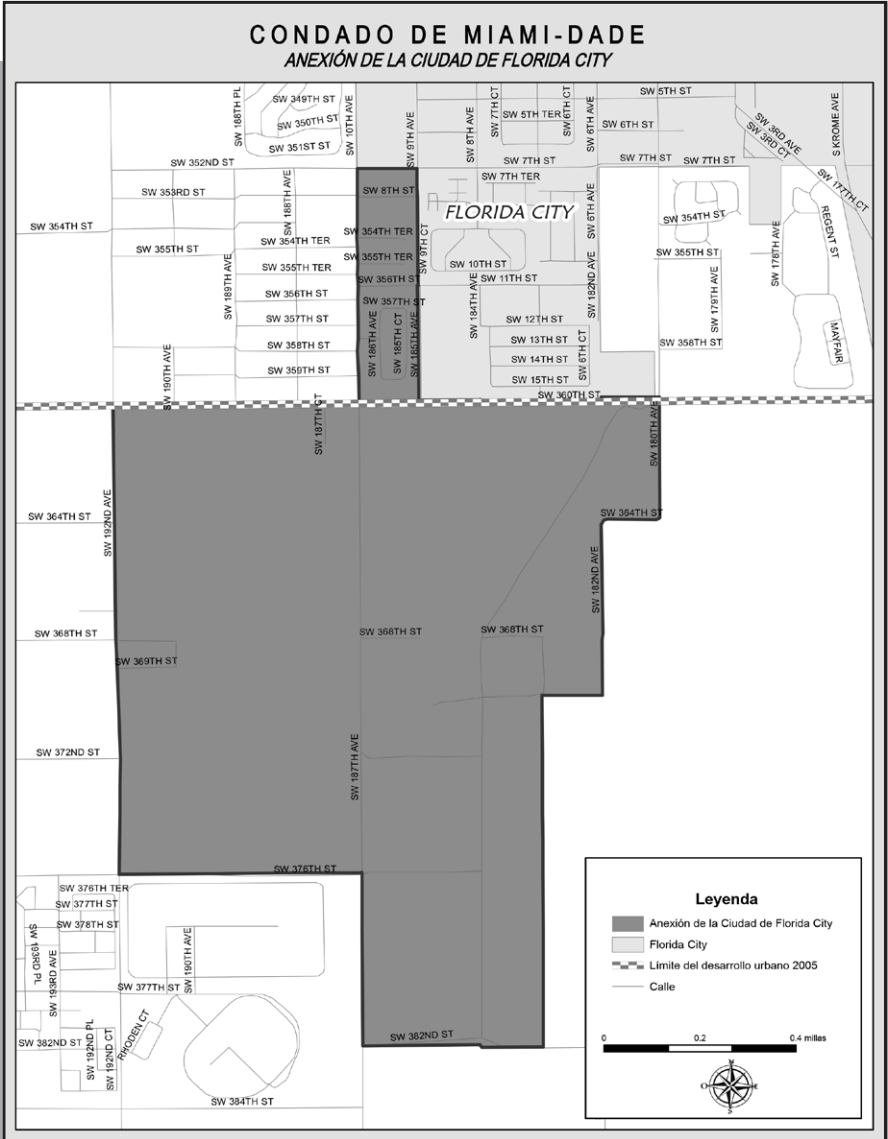 CONDADO DE MIAMI-DADE
ANEXIÓN DE LA CIUDAD DE FLORIDA CITY
SW 349TH ST
SW 350TH ST
SW 351ST ST
SW 188TH PL
SW 10TH AVE
SW 9TH AVE
SW 8TH AVE
SW 7TH CT
SW 5TH TER
SW 6TH CT
SW 6TH AVE
SW 5TH ST
SW 6TH ST
SW 3RD AVE
SW 3RD CT
S KROME AVE
SW 352ND ST
SW 7TH ST
SW 7TH ST
SW 7TH ST
SW 177TH CT
SW 353RD ST
SW 188TH AVE
SW 8TH ST
SW 7TH TER
FLORIDA CITY
SW 6TH AVE
SW 354TH ST
SW 354TH ST
SW 354TH TER
SW 354TH TER
REGENT ST
SW 355TH ST
SW 355TH TER
SW 355TH TER
SW 9TH CT
SW 10TH ST
SW 11TH ST
SW 182ND AVE
SW 355TH ST
SW 178TH AVE
SW 189TH AVE
SW 356TH ST
SW 356TH ST
SW 357TH ST
SW 357TH ST
SW 184TH AVE
SW 179TH AVE
SW 12TH ST
SW 13TH ST
SW 14TH ST
SW 15TH ST
SW 6TH CT
SW 358TH ST
SW 358TH ST
SW 359TH ST
SW 186TH AVE
SW 185TH CT
SW 185TH AVE
MAYFAIR
SW 190TH AVE
SW 360TH ST
SW 187TH CT
SW 180TH AVE
SW 192ND AVE
SW 364TH ST
SW 364TH ST
SW 182ND AVE
SW 368TH ST
SW 368TH ST
SW 368TH ST
SW 369TH ST
SW 372ND ST
SW 187TH AVE
SW 376TH ST
SW 376TH TER
SW 377TH ST
SW 378TH ST
SW 193RD PL
SW 193RD AVE
SW 190TH AVE
SW 377TH ST
RHODEN CT
SW 382ND ST
SW 192ND PL
SW 192ND CT
SW 382ND ST
SW 384TH ST
Leyenda
Anexión de la Ciudad de Florida City
Florida City
Límite del desarrollo urbano 2005
Calle
0 0.2 0.4 millas
N
O E
S